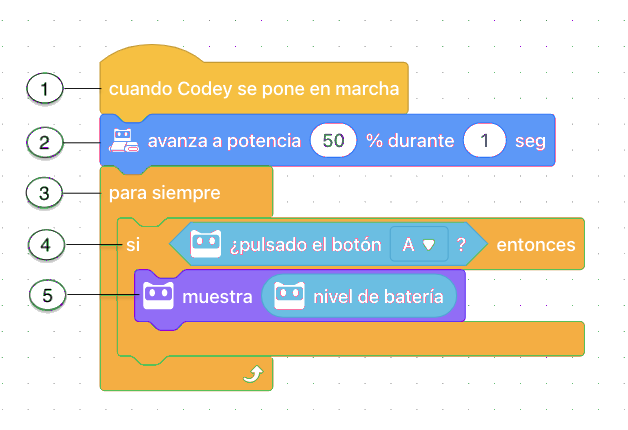 1 cuando Codey se pone en marcha
2 avanza a potencia 50 % durante 1 seg
3 para siempre
4 si ¿pulsado el botón A ? entonces
5 muestra nivel de batería